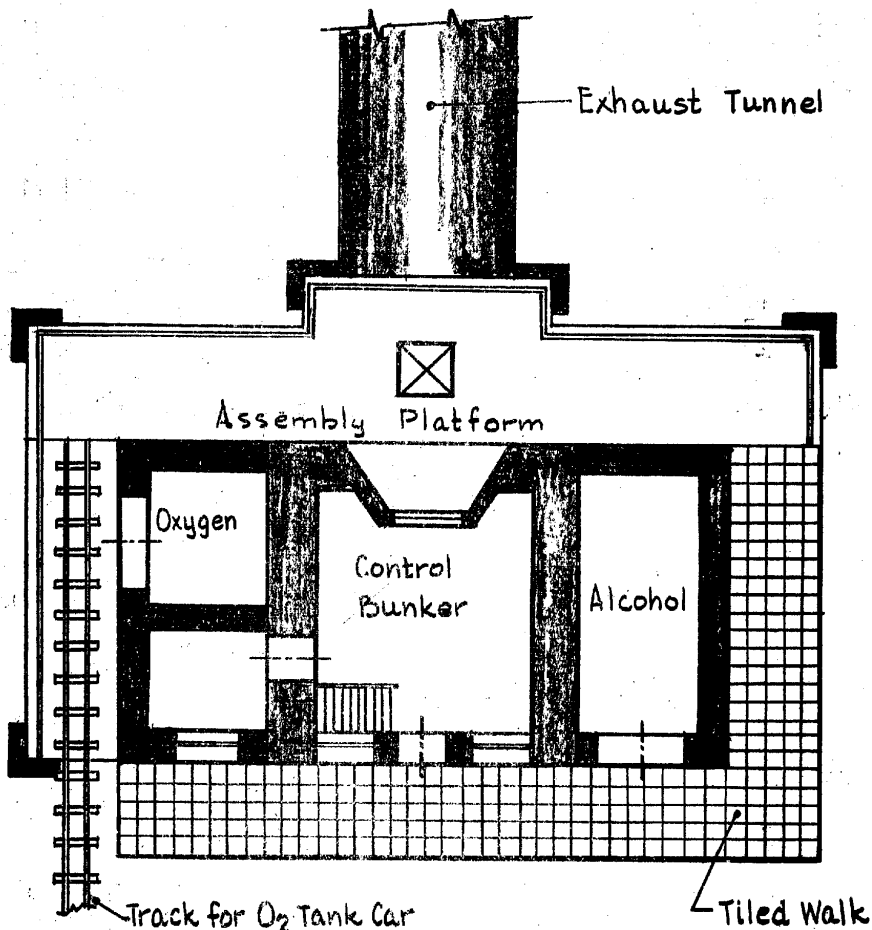 Exhaust Tunnel
Assembly Platform
Oxygen
Control
Bunker
Alcohol
Track for O₂ Tank Car
Tiled Walk